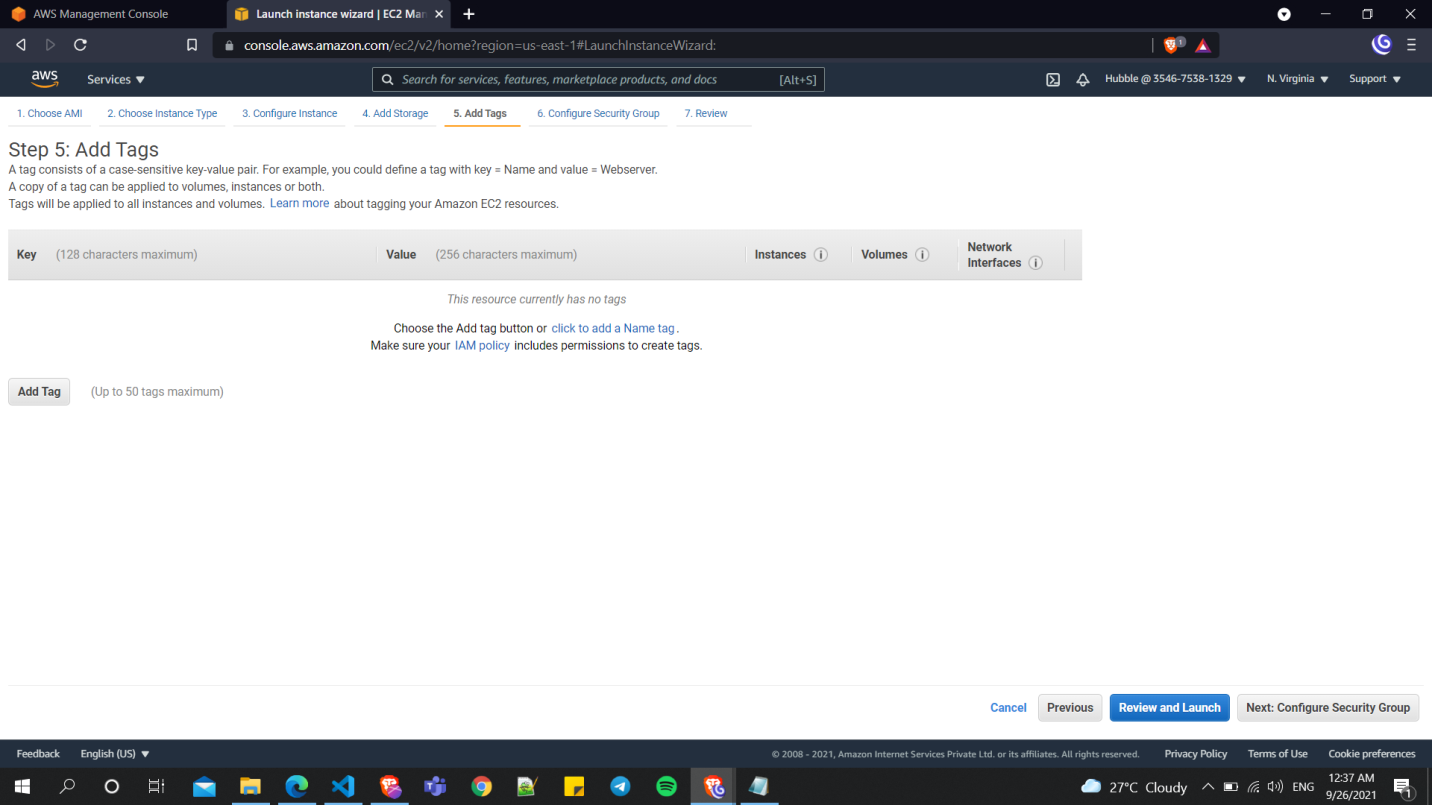 AWS Management Console
Launch instance wizard | EC2 Man
console.aws.amazon.com/ec2/v2/home?region=us-east-1#LaunchInstanceWizard:
1
aws
Services
Search for services, features, marketplace products, and docs
[Alt+S]
Hubble @ 3546-7538-1329
N. Virginia
Support
1. Choose AMI
2. Choose Instance Type
3. Configure Instance
4. Add Storage
5. Add Tags
6. Configure Security Group
7. Review
Step 5: Add Tags
A tag consists of a case-sensitive key-value pair. For example, you could define a tag with key = Name and value = Webserver.
A copy of a tag can be applied to volumes, instances or both.
Tags will be applied to all instances and volumes. Learn more about tagging your Amazon EC2 resources.
Key (128 characters maximum)
Value (256 characters maximum)
Instances
Volumes
Network
Interfaces
This resource currently has no tags
Choose the Add tag button or click to add a Name tag.
Make sure your IAM policy includes permissions to create tags.
Add Tag
(Up to 50 tags maximum)
Cancel
Previous
Review and Launch
Next: Configure Security Group
Feedback
English (US)
© 2008 - 2021, Amazon Internet Services Private Ltd. or its affiliates. All rights reserved.
Privacy Policy
Terms of Use
Cookie preferences
27°C Cloudy
ENG
12:37 AM
9/26/2021
1